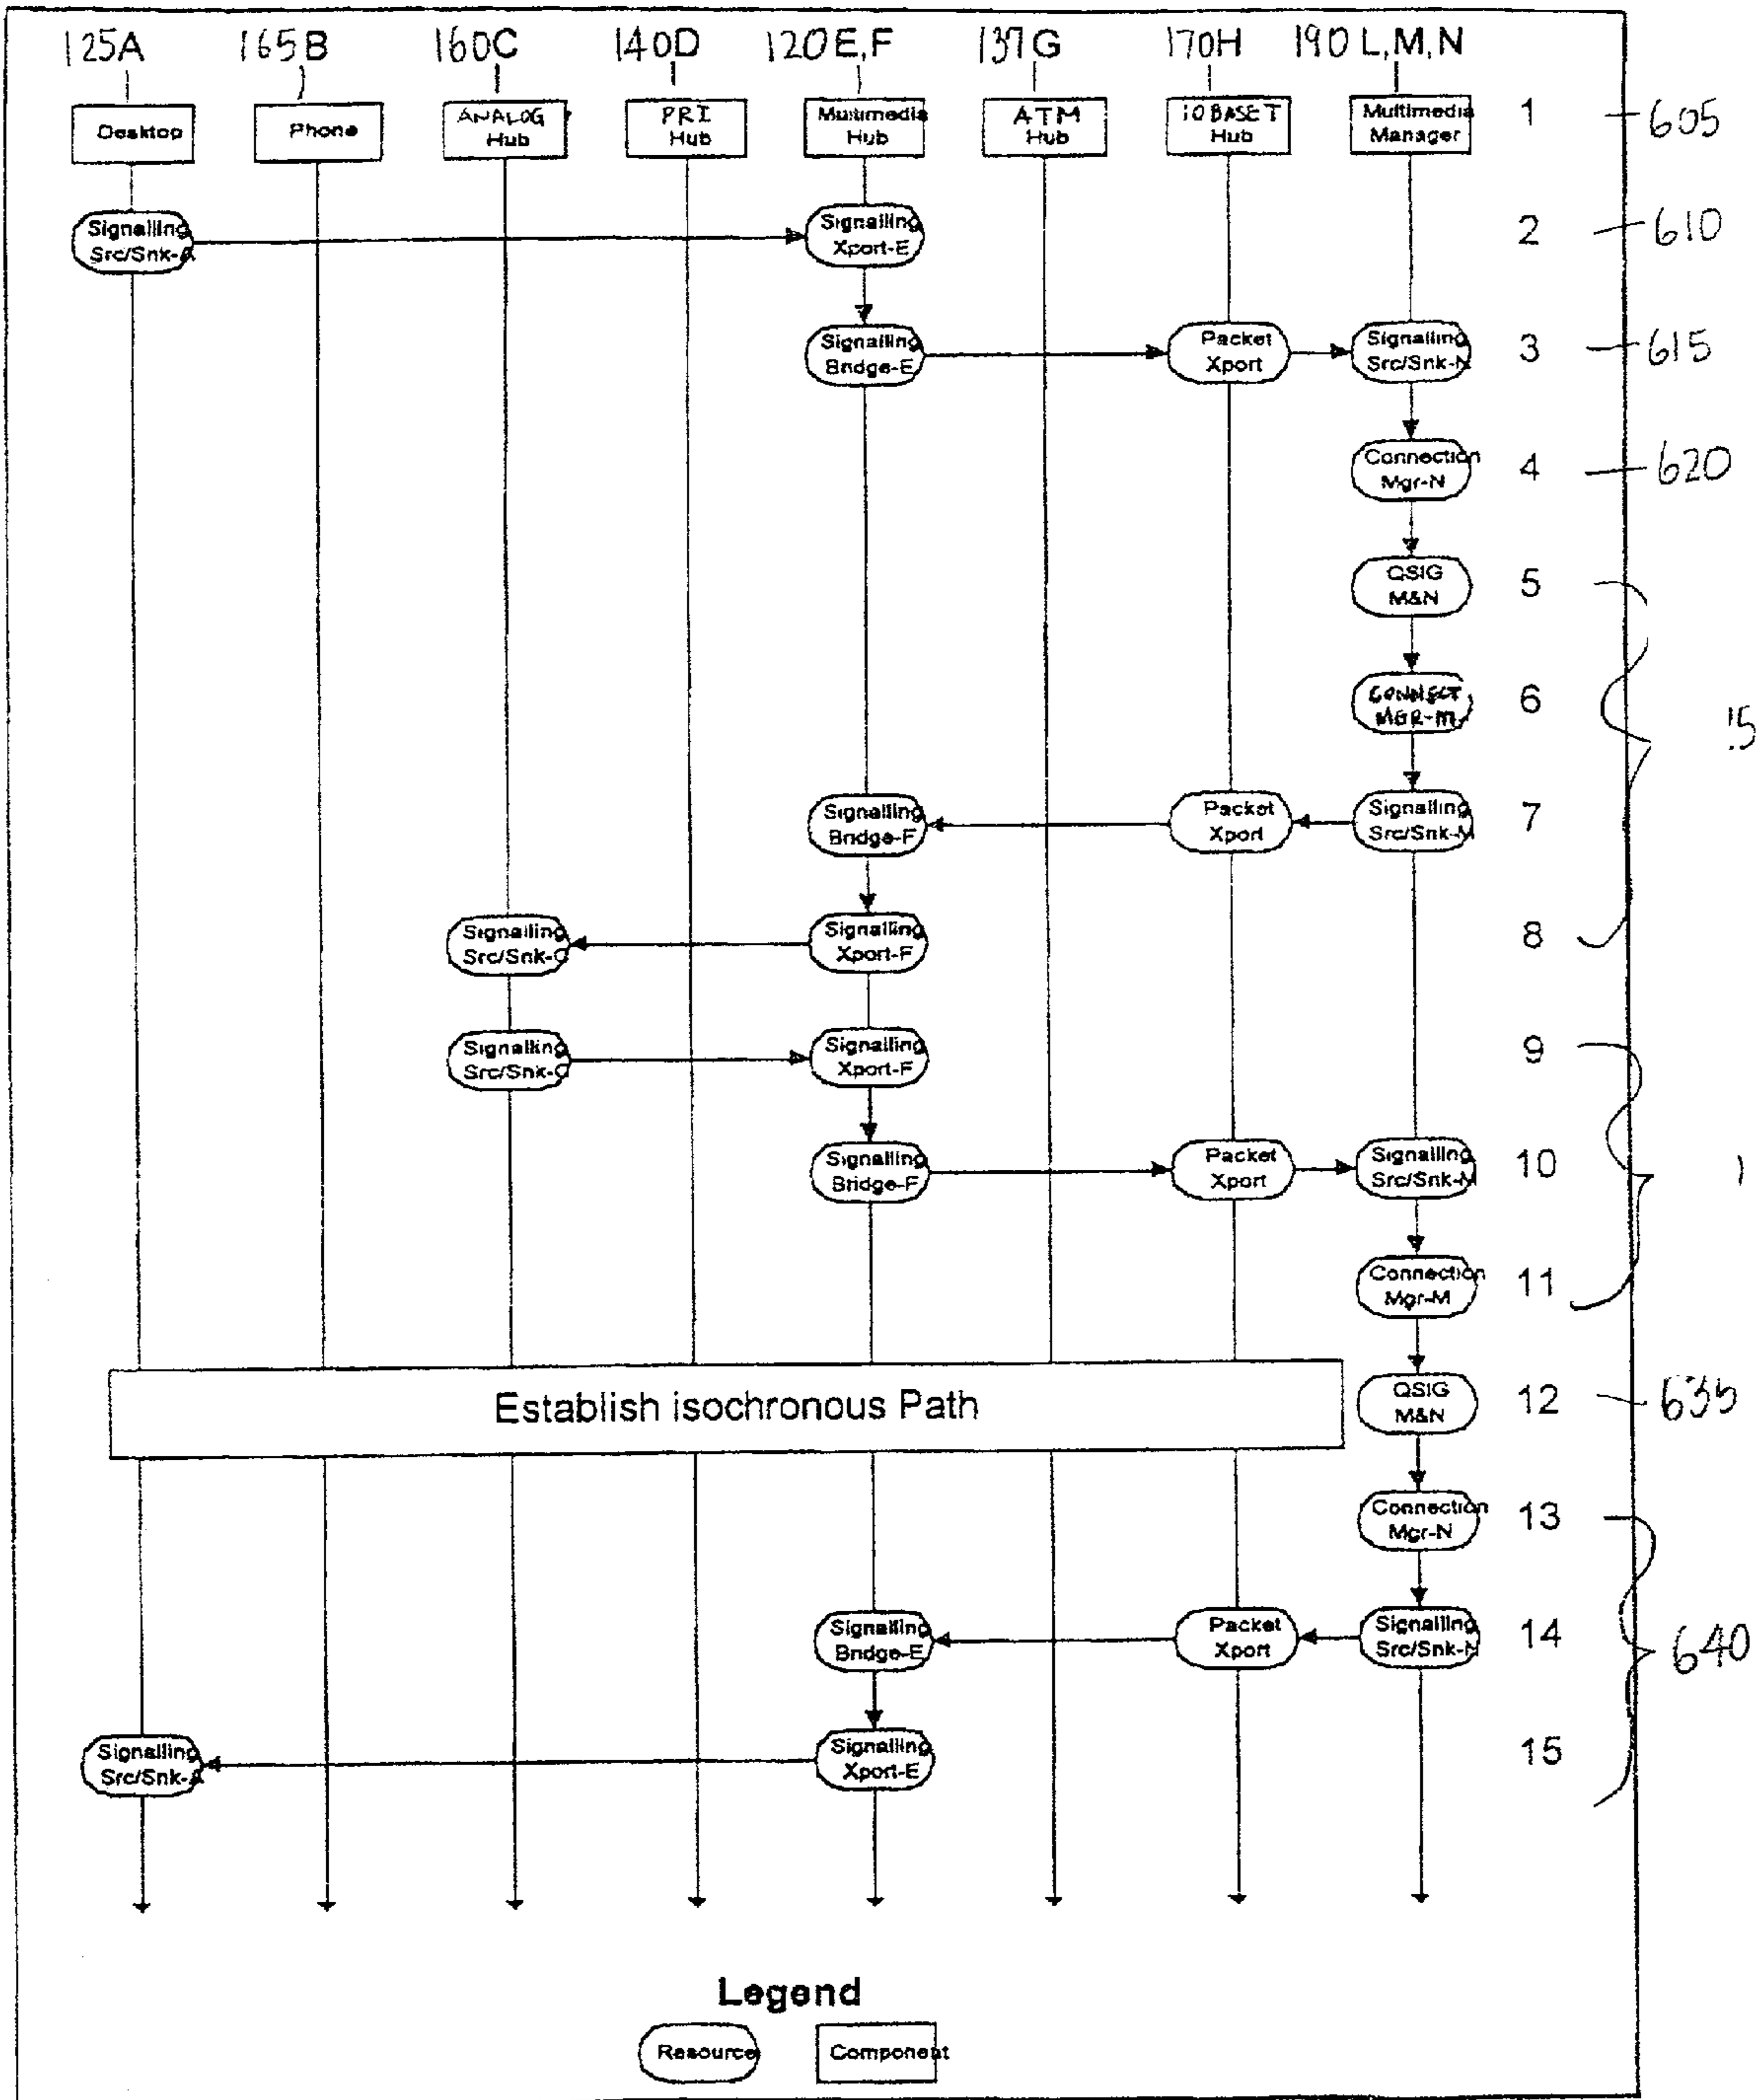 125A 165B 160C 140D 120E,F 137G 170H 190 L,M,N
Desktop Phone ANALOG Hub PRI Hub Multimedia Hub ATM Hub 10BASET Hub Multimedia Manager 1 605
Signalling Src/Snk-A Signalling Xport-E 2 610
Signalling Bridge-E Packet Xport Signalling Src/Snk-N 3 615
Connection Mgr-N 4 620
QSIG M&N 5
CONNECT MGR-M 6
Signalling Bridge-F Packet Xport Signalling Src/Snk-M 7
Signalling Src/Snk-C Signalling Xport-F 8
Signalling Src/Snk-C Signalling Xport-F 9
Signalling Bridge-F Packet Xport Signalling Src/Snk-M 10
Connection Mgr-M 11
Establish isochronous Path QSIG M&N 12 635
Connection Mgr-N 13
Signalling Bridge-E Packet Xport Signalling Src/Snk-N 14 640
Signalling Src/Snk-A Signalling Xport-E 15
Legend
Resource Component